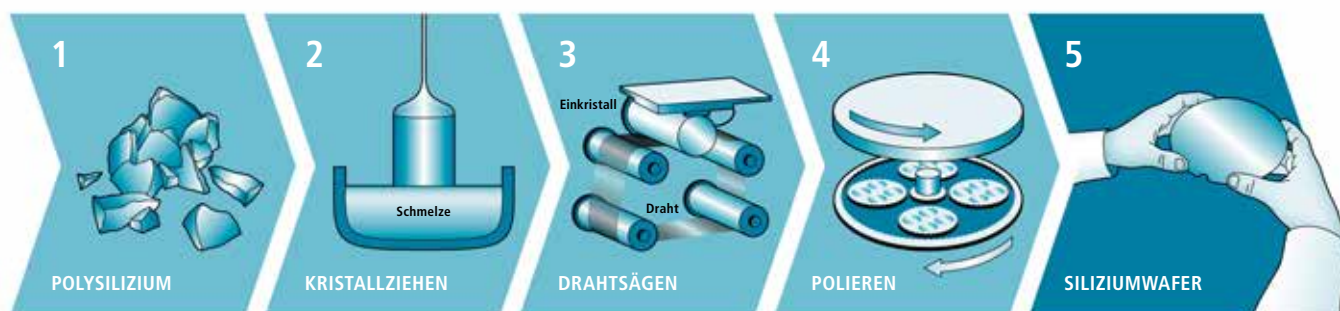 1
POLYSILIZIUM
2
Schmelze
KRISTALLZIEHEN
3
Einkristall
Draht
DRAHTSÄGEN
4
POLIEREN
5
SILIZIUMWAFER